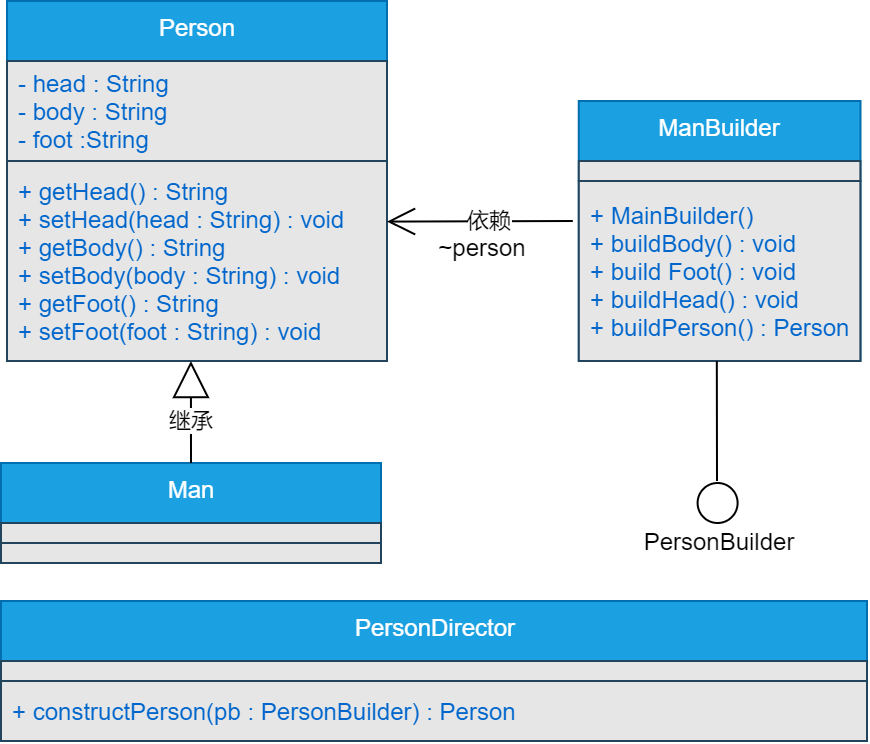 Person
- head : String
- body : String
- foot :String
+ getHead() : String
+ setHead(head : String) : void
+ getBody() : String
+ setBody(body : String) : void
+ getFoot() : String
+ setFoot(foot : String) : void
依赖
~person
ManBuilder
+ MainBuilder()
+ buildBody() : void
+ build Foot() : void
+ buildHead() : void
+ buildPerson() : Person
继承
Man
PersonBuilder
PersonDirector
+ constructPerson(pb : PersonBuilder) : Person